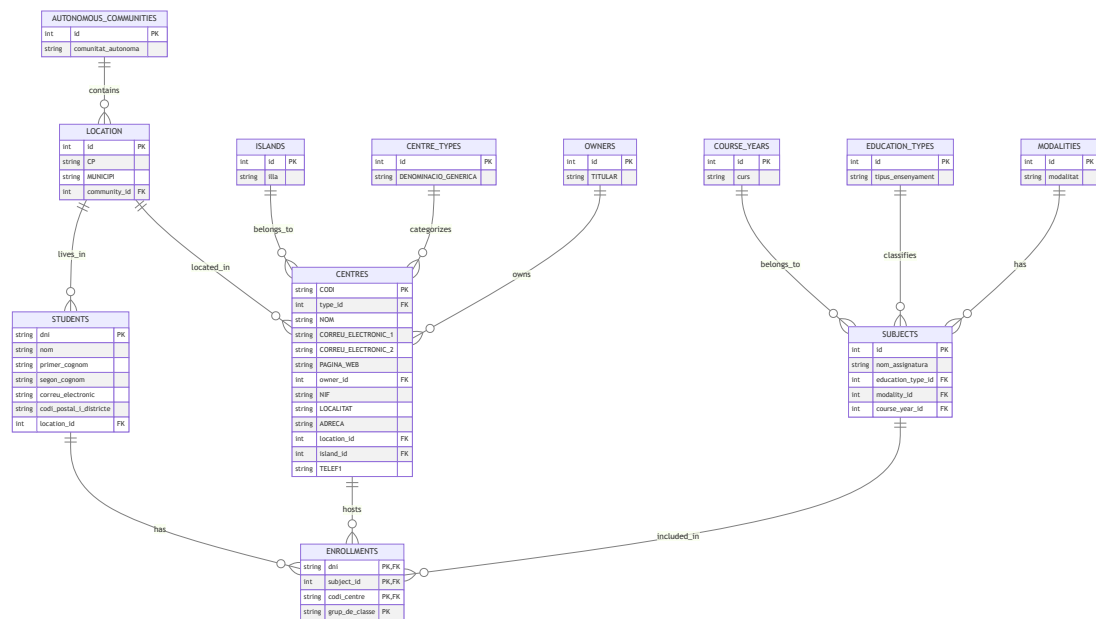 AUTONOMOUS_COMMUNITIES
int id PK
string comunitat_autonoma
contains
LOCATION
int id PK
string CP
string MUNICIPI
int community_id FK
ISLANDS
int id PK
string illa
CENTRE_TYPES
int id PK
string DENOMINACIO_GENERICA
OWNERS
int id PK
string TITULAR
COURSE_YEARS
int id PK
string curs
EDUCATION_TYPES
int id PK
string tipus_ensenyament
MODALITIES
int id PK
string modalitat
lives_in
located_in
belongs_to
categorizes
owns
belongs_to
classifies
has
STUDENTS
string dni PK
string nom
string primer_cognom
string segon_cognom
string correu_electronic
string codi_postal_i_districte
int location_id FK
CENTRES
string CODI PK
int type_id FK
string NOM
string CORREU_ELECTRONIC_1
string CORREU_ELECTRONIC_2
string PAGINA_WEB
int owner_id FK
string NIF
string LOCALITAT
string ADRECA
int location_id FK
int island_id FK
string TELEF1
SUBJECTS
int id PK
string nom_assignatura
int education_type_id FK
int modality_id FK
int course_year_id FK
has
hosts
included_in
ENROLLMENTS
string dni PK,FK
int subject_id PK,FK
string codi_centre PK,FK
string grup_de_classe PK